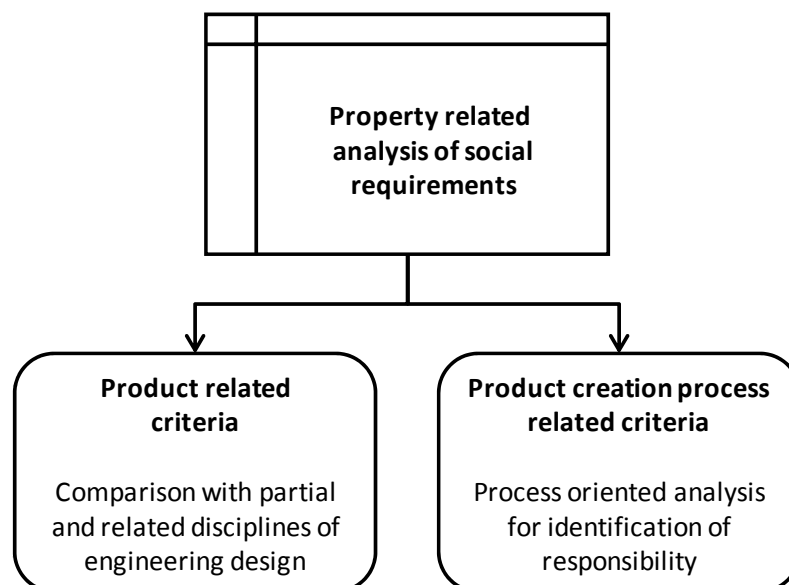 Property related
analysis of social
requirements
Product related
criteria
Comparison with partial
and related disciplines of
engineering design
Product creation process
related criteria
Process oriented analysis
for identification of
responsibility